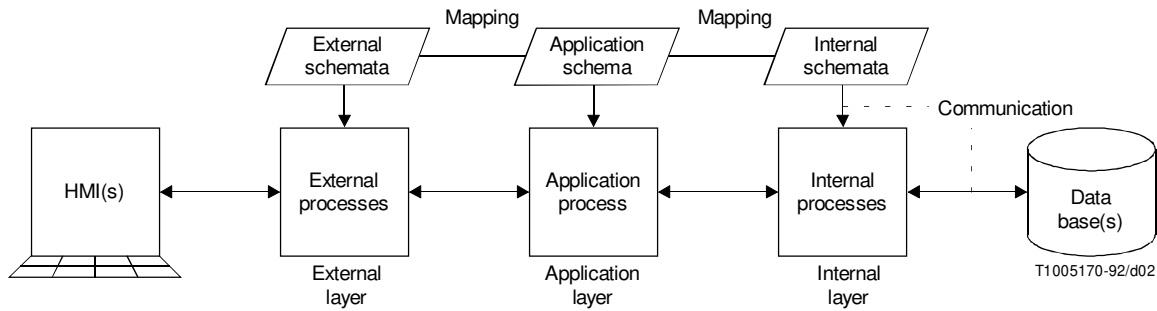 Mapping
Mapping
External
schemata
Application
schema
Internal
schemata
Communication
HMI(s)
External
processes
Application
process
Internal
processes
Data
base(s)
External
layer
Application
layer
Internal
layer
T1005170-92/d02